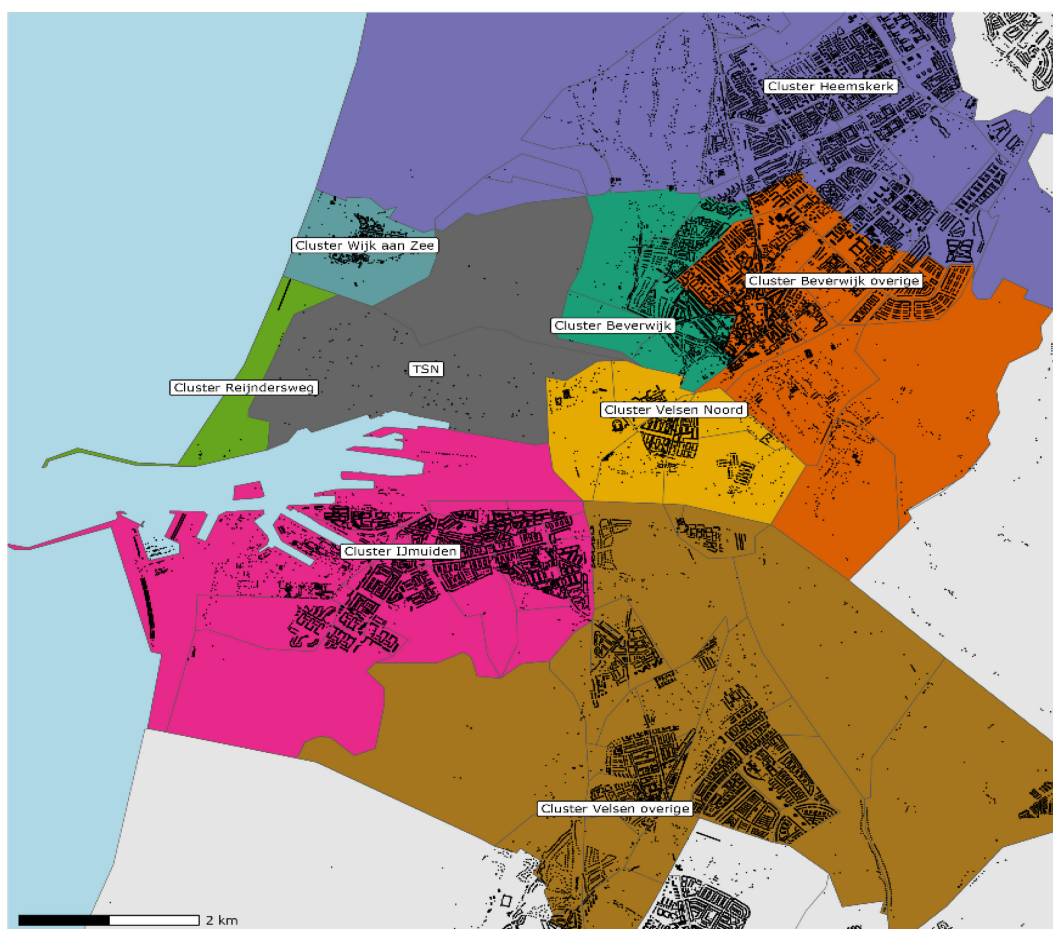 Cluster Heemskerk
Cluster Wijk aan Zee
Cluster Beverwijk overige
Cluster Beverwijk
TSN
Cluster Reijndersweg
Cluster Velsen Noord
Cluster IJmuiden
Cluster Velsen overige
2 km